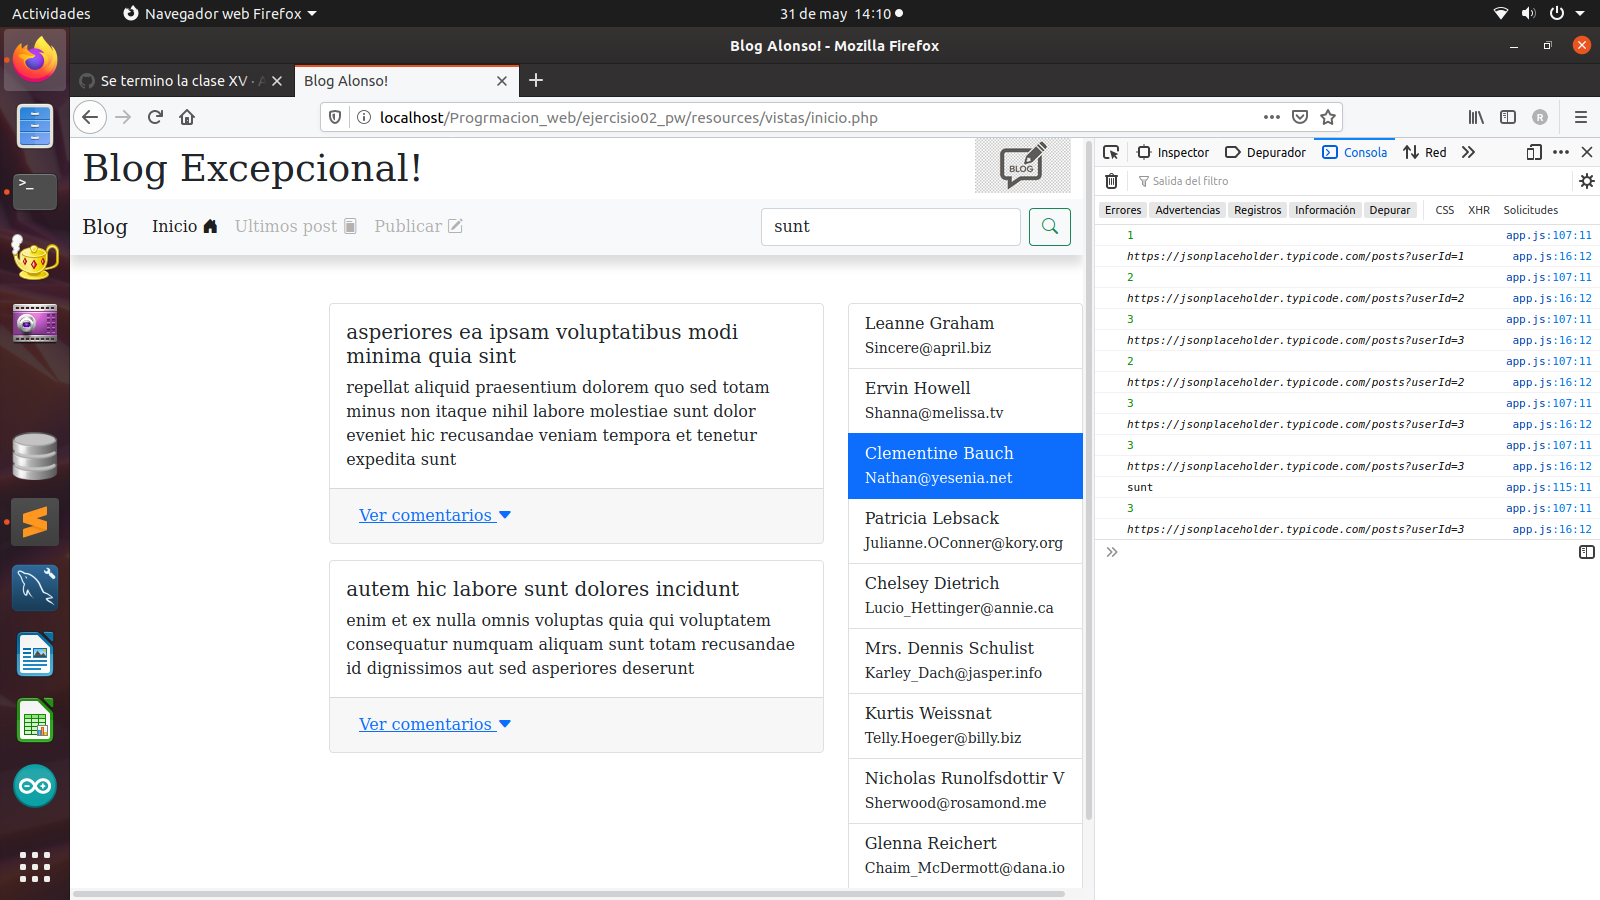 Actividades
Navegador web Firefox
31 de may 14:10
Blog Alonso! - Mozilla Firefox
Se termino la clase XV · A
Blog Alonso!
localhost/Progrmacion_web/ejercisio02_pw/resources/vistas/inicio.php
R
Blog Excepcional!
BLOG
Blog
Inicio
Ultimos post
Publicar
sunt
asperiores ea ipsam voluptatibus modi
minima quia sint
repellat aliquid praesentium dolorem quo sed totam
minus non itaque nihil labore molestiae sunt dolor
eveniet hic recusandae veniam tempora et tenetur
expedita sunt
Ver comentarios
autem hic labore sunt dolores incidunt
enim et ex nulla omnis voluptas quia qui voluptatem
consequatur numquam aliquam sunt totam recusandae
id dignissimos aut sed asperiores deserunt
Ver comentarios
Leanne Graham
Sincere@april.biz
Ervin Howell
Shanna@melissa.tv
Clementine Bauch
Nathan@yesenia.net
Patricia Lebsack
Julianne.OConner@kory.org
Chelsey Dietrich
Lucio_Hettinger@annie.ca
Mrs. Dennis Schulist
Karley_Dach@jasper.info
Kurtis Weissnat
Telly.Hoeger@billy.biz
Nicholas Runolfsdottir V
Sherwood@rosamond.me
Glenna Reichert
Chaim_McDermott@dana.io
Inspector
Depurador
Consola
Red
Salida del filtro
Errores
Advertencias
Registros
Información
Depurar
CSS
XHR
Solicitudes
1 app.js:107:11
https://jsonplaceholder.typicode.com/posts?userId=1 app.js:16:12
2 app.js:107:11
https://jsonplaceholder.typicode.com/posts?userId=2 app.js:16:12
3 app.js:107:11
https://jsonplaceholder.typicode.com/posts?userId=3 app.js:16:12
2 app.js:107:11
https://jsonplaceholder.typicode.com/posts?userId=2 app.js:16:12
3 app.js:107:11
https://jsonplaceholder.typicode.com/posts?userId=3 app.js:16:12
3 app.js:107:11
https://jsonplaceholder.typicode.com/posts?userId=3 app.js:16:12
sunt app.js:115:11
3 app.js:107:11
https://jsonplaceholder.typicode.com/posts?userId=3 app.js:16:12